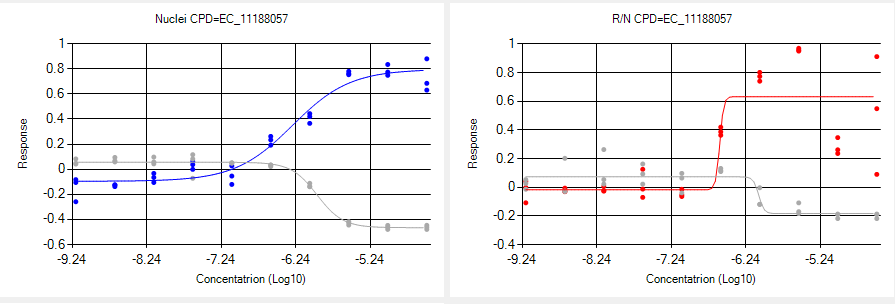 Nuclei CPD=EC_11188057
1
0.8
0.6
0.4
0.2
0
-0.2
-0.4
-0.6
Response
-9.24 -8.24 -7.24 -6.24 -5.24
Concentatrion (Log10)
R/N CPD=EC_11188057
1
0.8
0.6
0.4
0.2
0
-0.2
-0.4
Response
-9.24 -8.24 -7.24 -6.24 -5.24
Concentatrion (Log10)